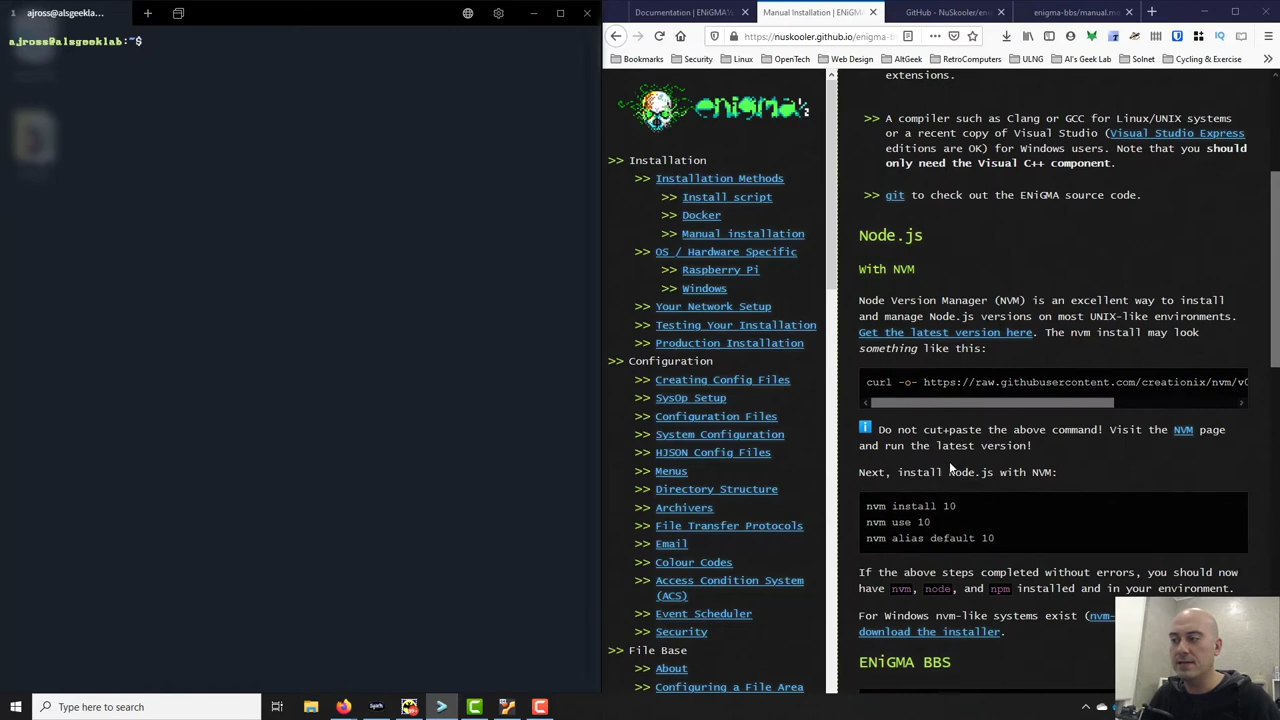 1 ajross@alsgeekla...
ajross@alsgeeklab:~$
Documentation | ENiGMA½
Manual Installation | ENiGMA
GitHub - NuSkooler/enigma
enigma-bbs/manual.md
https://nuskooler.github.io/enigma-b
Bookmarks
Security
Linux
OpenTech
Web Design
AltGeek
RetroComputers
ULNG
Al's Geek Lab
Solnet
Cycling & Exercise
enigma 1/2
>> Installation
>> Installation Methods
>> Install script
>> Docker
>> Manual installation
>> OS / Hardware Specific
>> Raspberry Pi
>> Windows
>> Your Network Setup
>> Testing Your Installation
>> Production Installation
>> Configuration
>> Creating Config Files
>> SysOp Setup
>> Configuration Files
>> System Configuration
>> HJSON Config Files
>> Menus
>> Directory Structure
>> Archivers
>> File Transfer Protocols
>> Email
>> Colour Codes
>> Access Condition System
(ACS)
>> Event Scheduler
>> Security
>> File Base
>> About
>> Configuring a File Area
extensions.
>> A compiler such as Clang or GCC for Linux/UNIX systems
or a recent copy of Visual Studio (Visual Studio Express
editions are OK) for Windows users. Note that you should
only need the Visual C++ component.
>> git to check out the ENiGMA source code.
Node.js
With NVM
Node Version Manager (NVM) is an excellent way to install
and manage Node.js versions on most UNIX-like environments.
Get the latest version here. The nvm install may look
something like this:
curl -o- https://raw.githubusercontent.com/creationix/nvm/v0
Do not cut+paste the above command! Visit the NVM page
and run the latest version!
Next, install Node.js with NVM:
nvm install 10
nvm use 10
nvm alias default 10
If the above steps completed without errors, you should now
have nvm, node, and npm installed and in your environment.
For Windows nvm-like systems exist (nvm-
download the installer.
ENiGMA BBS
Type here to search